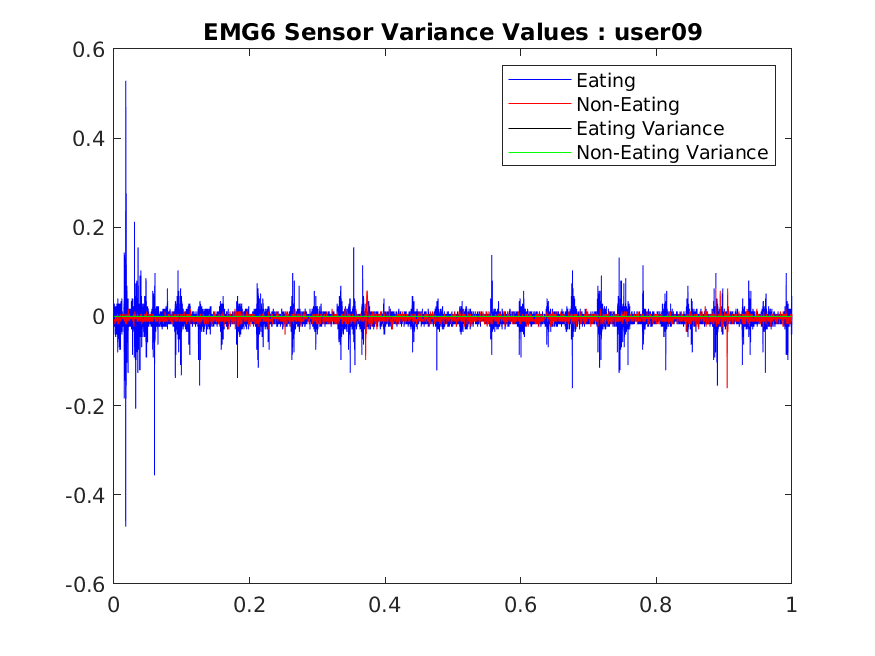 EMG6 Sensor Variance Values : user09
Eating
Non-Eating
Eating Variance
Non-Eating Variance
0.6
0.4
0.2
0
-0.2
-0.4
-0.6
0 0.2 0.4 0.6 0.8 1